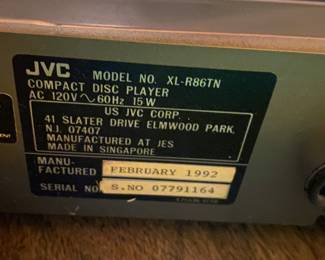 JVC MODEL NO. XL-R86TN
COMPACT DISC PLAYER
AC 120V ~ 60Hz 15W
US JVC CORP.
41 SLATER DRIVE ELMWOOD PARK,
N.J. 07407
MANUFACTURED AT JES
MADE IN SINGAPORE
MANU-
FACTURED FEBRUARY 1992
SERIAL NO. S.NO 07791164